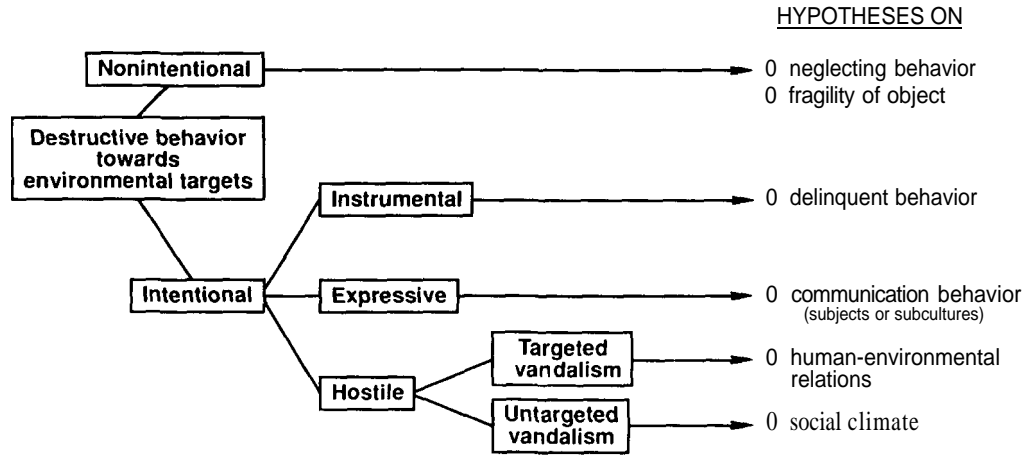 HYPOTHESES ON
Nonintentional
0 neglecting behavior
0 fragility of object
Destructive behavior
towards
environmental targets
Instrumental
0 delinquent behavior
Intentional
Expressive
0 communication behavior
(subjects or subcultures)
Hostile
Targeted
vandalism
0 human-environmental
relations
Untargeted
vandalism
0 social climate